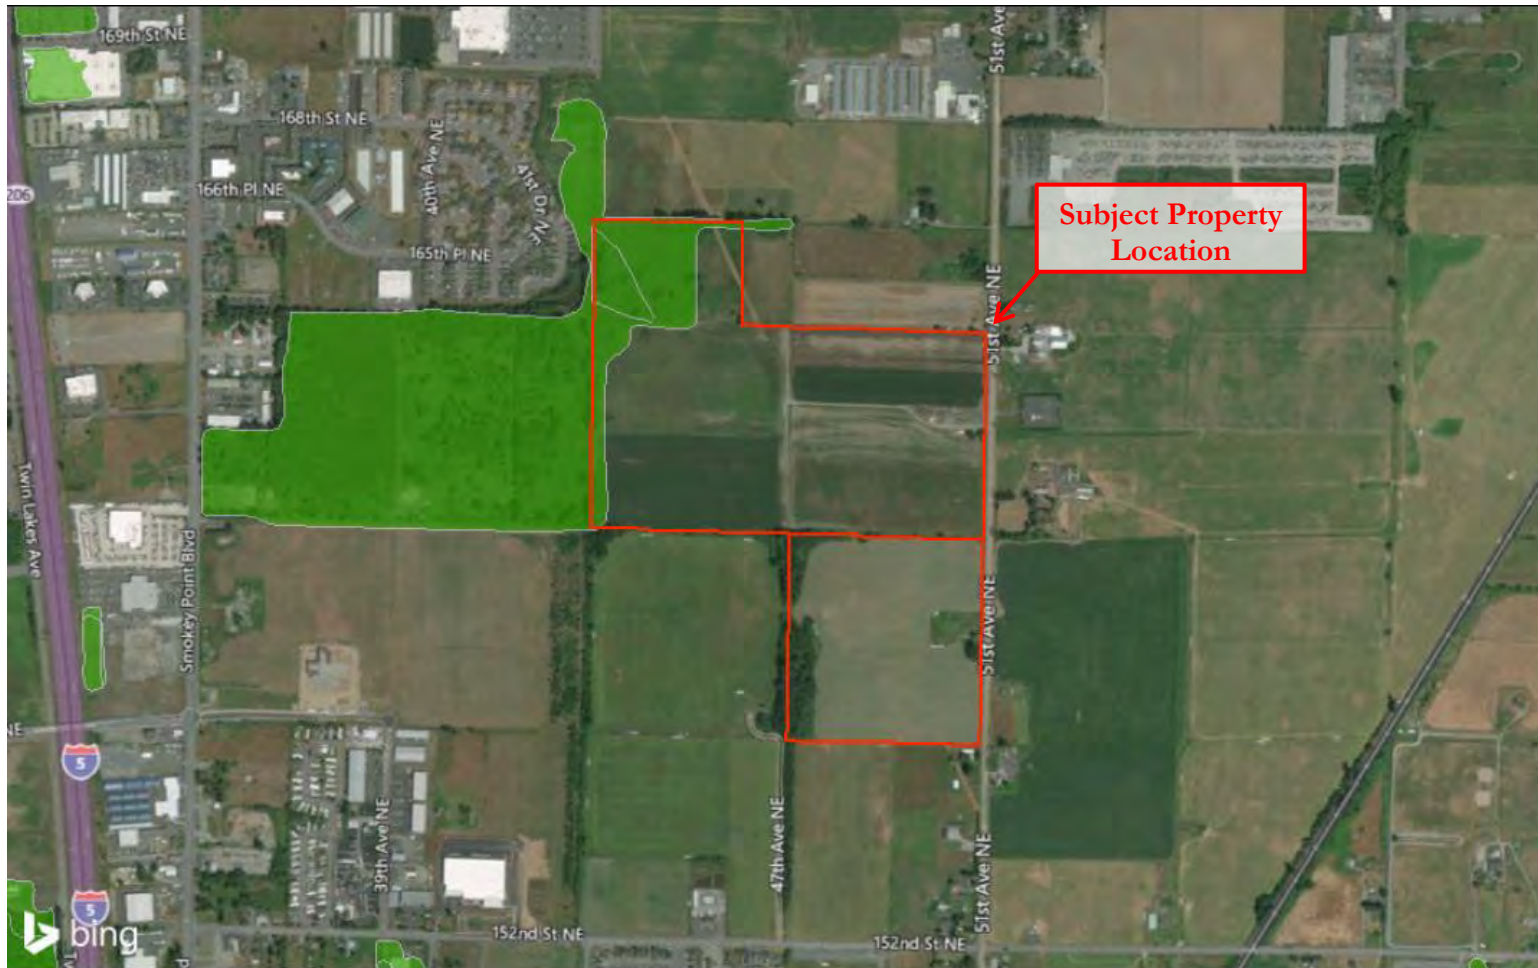 169th St NE
168th St NE
166th Pl NE
165th Pl NE
40th Ave NE
41st Dr NE
51st Ave
206
Subject Property
Location
51st Ave NE
Twin Lakes Ave
Smokey Point Blvd
51st Ave NE
NE
5
39th Ave NE
47th Ave NE
51st Ave NE
5
bing
152nd St NE
152nd St NE